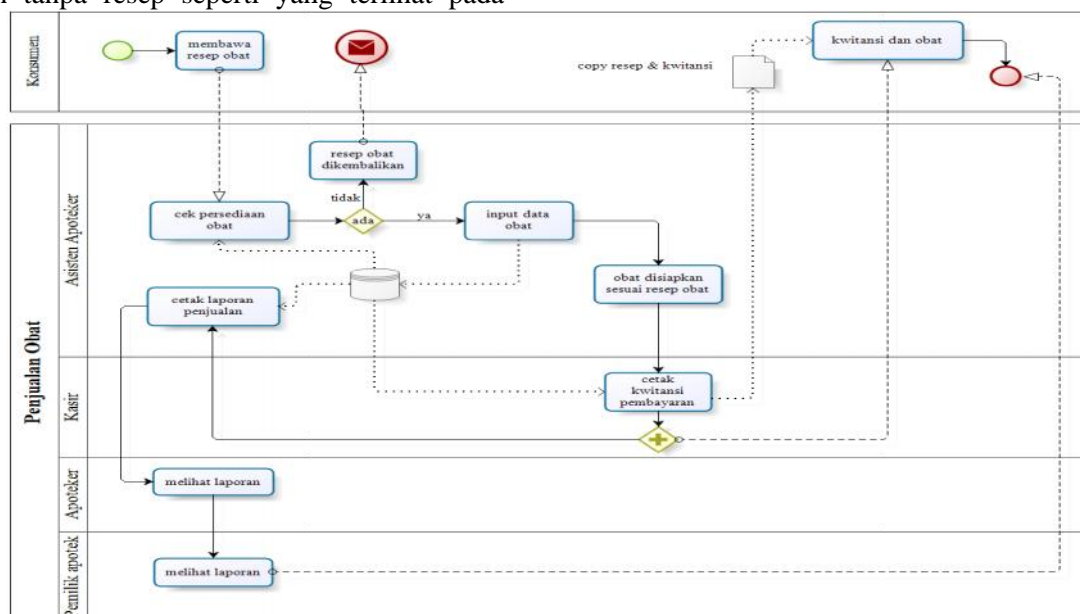 tanpa resep seperti yang terlihat pada
Konsumen
membawa
resep obat
copy resep & kwitansi
kwitansi dan obat
Penjualan Obat
Asisten Apoteker
resep obat
dikembalikan
tidak
cek persediaan
obat
ada
ya
input data
obat
obat disiapkan
sesuai resep obat
cetak laporan
penjualan
Kasir
cetak
kwitansi
pembayaran
Apoteker
melihat laporan
Pemilik apotek
melihat laporan